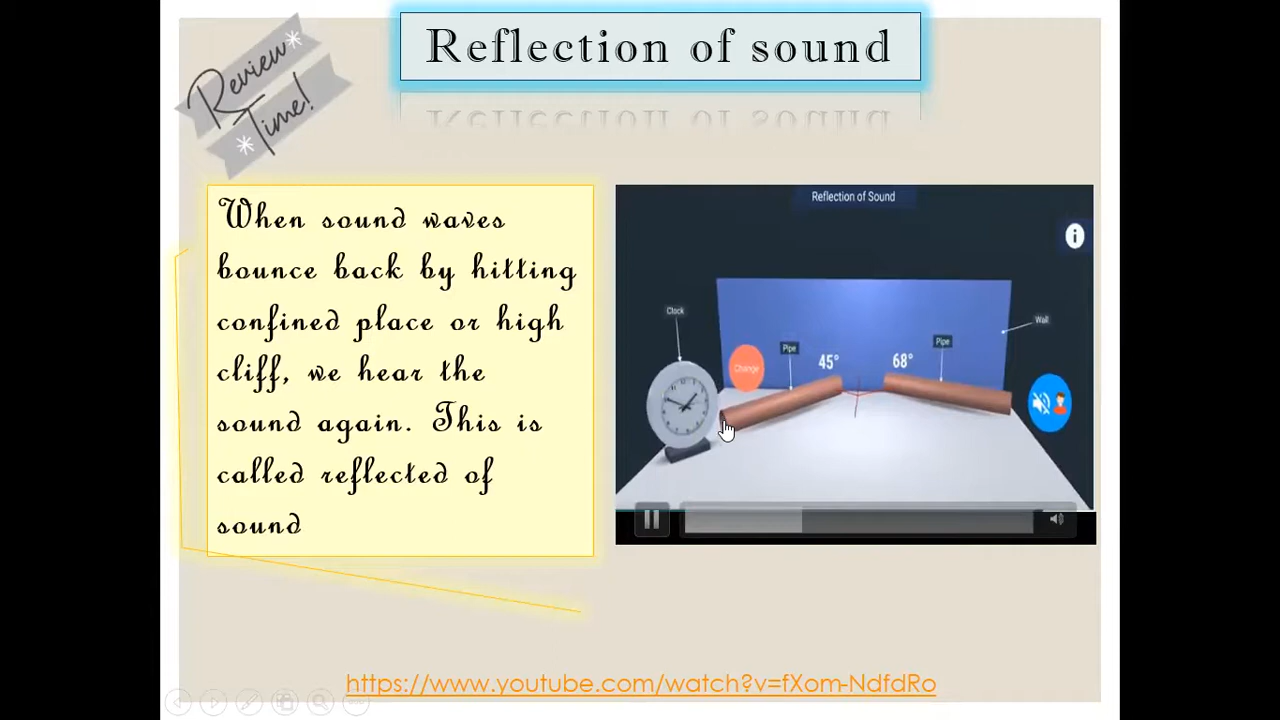 Review
Time!
Reflection of sound
When sound waves
bounce back by hitting
confined place or high
cliff, we hear the
sound again. This is
called reflected of
sound
Reflection of Sound
i
Clock
Change
Pipe
45°
68°
Pipe
Wall
https://www.youtube.com/watch?v=fXom-NdfdRo